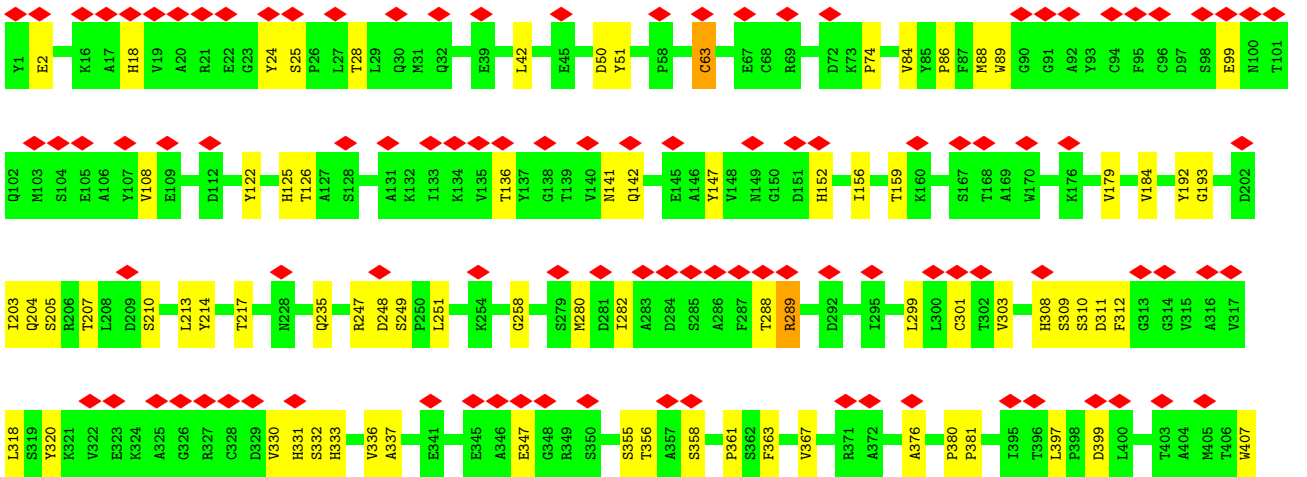 Y1 E2 K16 A17 H18 V19 A20 R21 E22 G23 Y24 S25 P26 L27 T28 L29 Q30 M31 Q32 E39 L42 E45 D50 Y51 P58 C63 E67 C68 R69 D72 K73 P74 V84 Y85 P86 F87 M88 W89 G90 G91 A92 Y93 C94 F95 C96 D97 S98 E99 N100 T101
Q102 M103 S104 E105 A106 Y107 V108 E109 D112 Y122 H125 T126 A127 S128 A131 K132 I133 K134 V135 T136 Y137 G138 T139 V140 N141 Q142 E145 A146 Y147 V148 N149 G150 D151 H152 I156 T159 K160 S167 T168 A169 W170 K176 V179 V184 Y192 G193 D202
I203 Q204 S205 R206 T207 L208 D209 S210 L213 Y214 T217 N228 Q235 R247 D248 S249 P250 L251 K254 G258 S279 M280 D281 I282 A283 D284 S285 A286 F287 T288 R289 D292 I295 L299 L300 C301 T302 V303 H308 S309 S310 D311 F312 G313 G314 V315 A316 V317
L318 S319 Y320 K321 V322 E323 K324 A325 G326 R327 C328 D329 V330 H331 S332 H333 V336 A337 E341 E345 A346 E347 G348 R349 S350 S355 T356 A357 S358 P361 S362 F363 V367 R371 A372 A376 P380 P381 I395 T396 L397 P398 D399 L400 T403 A404 M405 T406 W407